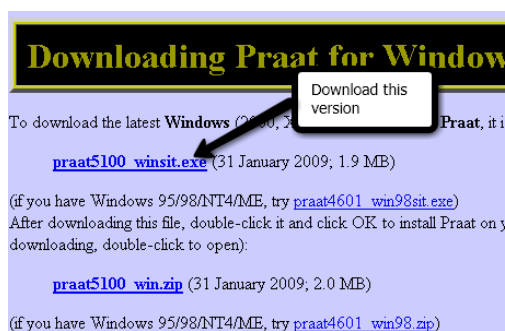 Downloading Praat for Window
Download this
version
To download the latest Windows Praat, it i
praat5100_winsit.exe (31 January 2009; 1.9 MB)
(if you have Windows 95/98/NT4/ME, try praat4601_win98sit.exe)
After downloading this file, double-click it and click OK to install Praat on y
downloading, double-click to open):
praat5100_win.zip (31 January 2009; 2.0 MB)
(if you have Windows 95/98/NT4/ME, try praat4601_win98.zip)